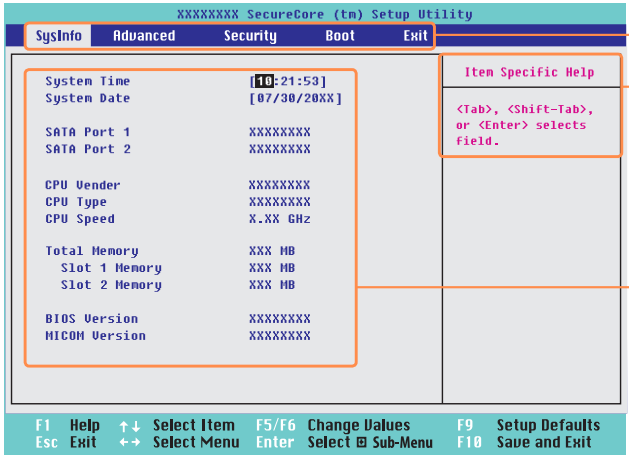 XXXXXXXX SecureCore (tm) Setup Utility
SysInfo Advanced Security Boot Exit
System Time [10:21:53]
System Date [07/30/20XX]
SATA Port 1 XXXXXXXX
SATA Port 2 XXXXXXXX
CPU Vender XXXXXXXX
CPU Type XXXXXXXX
CPU Speed X.XX GHz
Total Memory XXX MB
Slot 1 Memory XXX MB
Slot 2 Memory XXX MB
BIOS Version XXXXXXXX
MICOM Version XXXXXXXX
Item Specific Help
<Tab>, <Shift-Tab>,
or <Enter> selects
field.
F1 Help ↑↓ Select Item F5/F6 Change Values F9 Setup Defaults
Esc Exit ←→ Select Menu Enter Select ⊞ Sub-Menu F10 Save and Exit